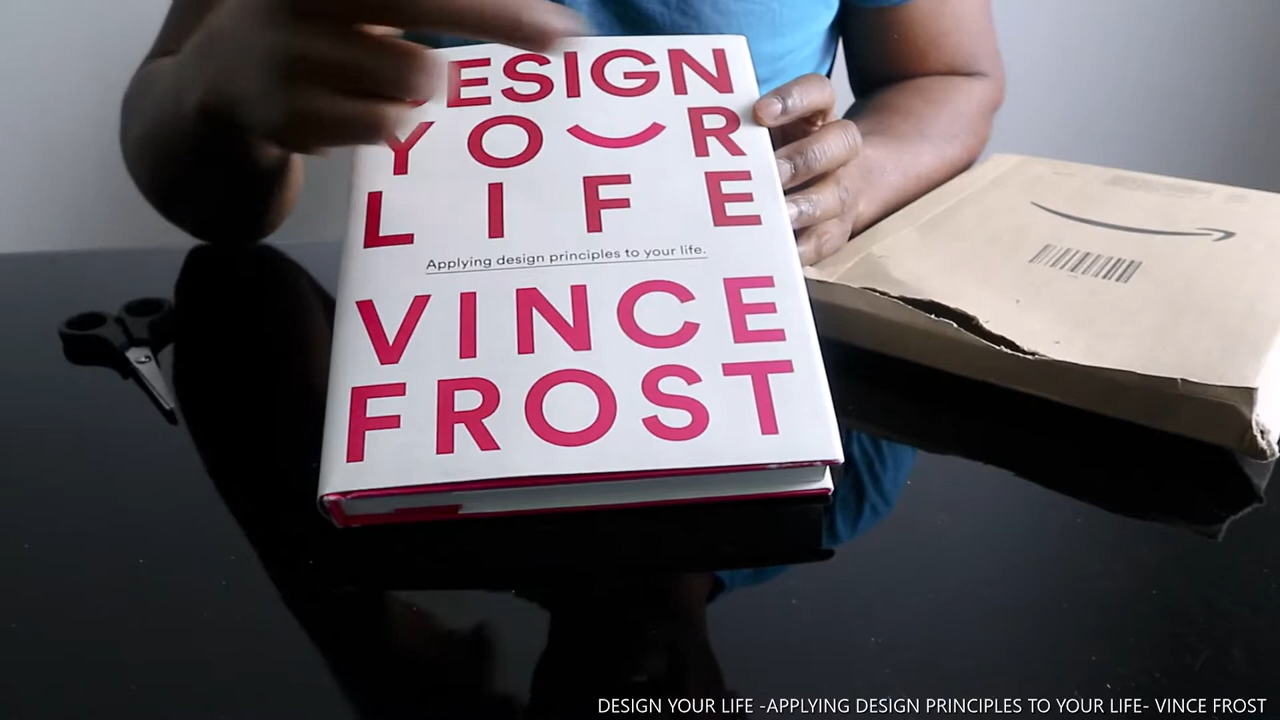 DESIGN
YOUR
LIFE
Applying design principles to your life.
VINCE
FROST
DESIGN YOUR LIFE -APPLYING DESIGN PRINCIPLES TO YOUR LIFE- VINCE FROST